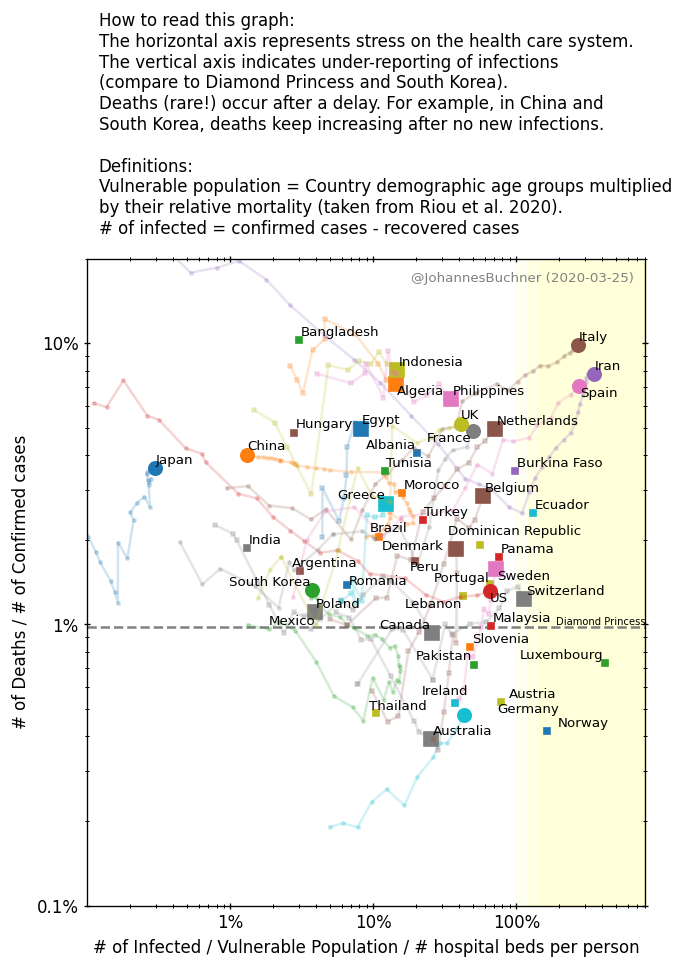 How to read this graph:
The horizontal axis represents stress on the health care system.
The vertical axis indicates under-reporting of infections
(compare to Diamond Princess and South Korea).
Deaths (rare!) occur after a delay. For example, in China and
South Korea, deaths keep increasing after no new infections.
Definitions:
Vulnerable population = Country demographic age groups multiplied
by their relative mortality (taken from Riou et al. 2020).
# of infected = confirmed cases - recovered cases
@JohannesBuchner (2020-03-25)
# of Deaths / # of Confirmed cases
10%
1%
0.1%
Bangladesh
Italy
Indonesia
Iran
Algeria
Philippines
Spain
UK
Hungary
Egypt
Netherlands
France
China
Albania
Japan
Tunisia
Burkina Faso
Morocco
Belgium
Greece
Ecuador
Turkey
Brazil
Dominican Republic
India
Denmark
Panama
Argentina
Peru
South Korea
Romania
Portugal
Sweden
Switzerland
Poland
Lebanon
US
Mexico
Canada
Malaysia
Diamond Princess
Slovenia
Pakistan
Luxembourg
Ireland
Austria
Thailand
Germany
Norway
Australia
1%
10%
100%
# of Infected / Vulnerable Population / # hospital beds per person